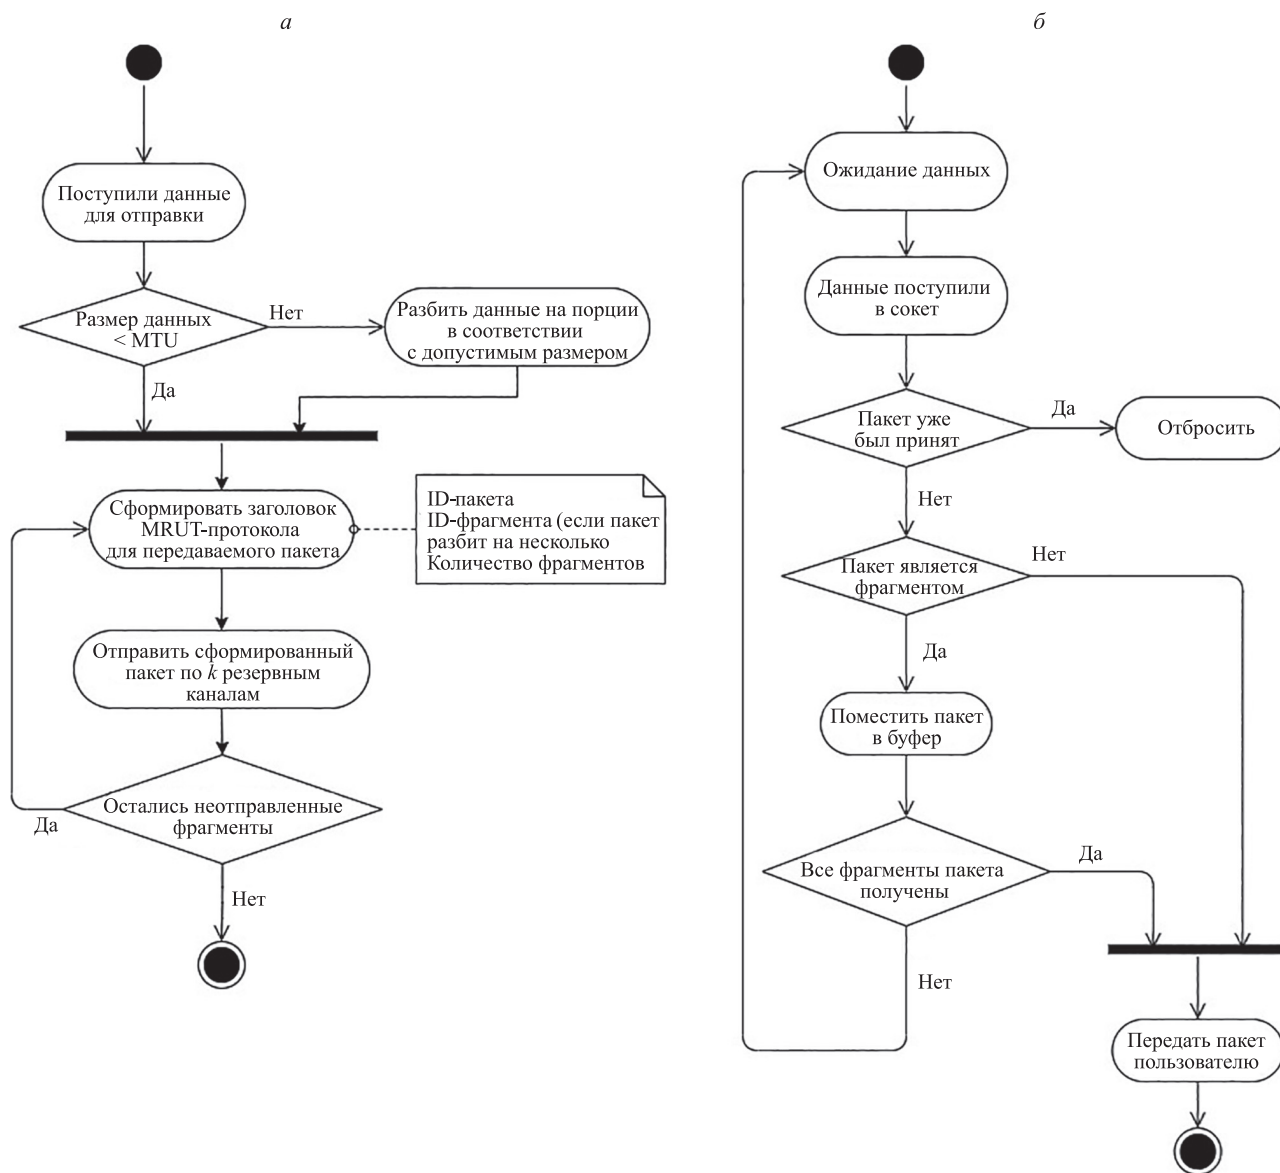 а
Поступили данные
для отправки
Размер данных
< MTU
Нет
Разбить данные на порции
в соответствии
с допустимым размером
Да
Сформировать заголовок
MRUT-протокола
для передаваемого пакета
ID-пакета
ID-фрагмента (если пакет
разбит на несколько
Количество фрагментов
Отправить сформированный
пакет по k резервным
каналам
Остались неотправленные
фрагменты
Да
Нет
б
Ожидание данных
Данные поступили
в сокет
Пакет уже
был принят
Да
Отбросить
Нет
Пакет является
фрагментом
Нет
Да
Поместить пакет
в буфер
Все фрагменты пакета
получены
Да
Нет
Передать пакет
пользователю